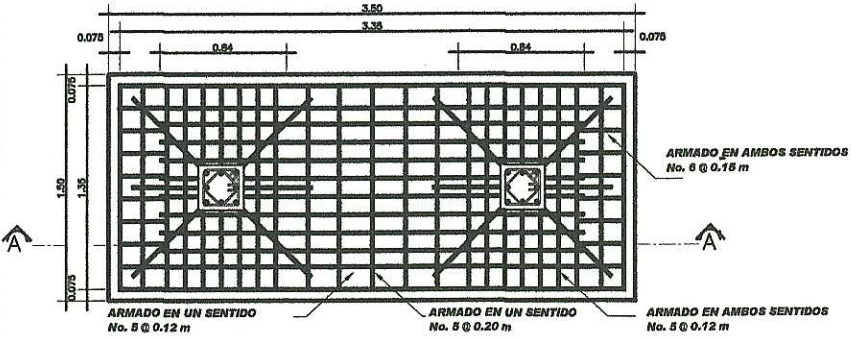 3.50
3.35
0.075
0.84
0.84
0.075
0.075
1.50
1.35
0.075
ARMADO EN AMBOS SENTIDOS
No. 6 @ 0.15 m
A
A
ARMADO EN UN SENTIDO
No. 5 @ 0.12 m
ARMADO EN UN SENTIDO
No. 5 @ 0.20 m
ARMADO EN AMBOS SENTIDOS
No. 5 @ 0.12 m